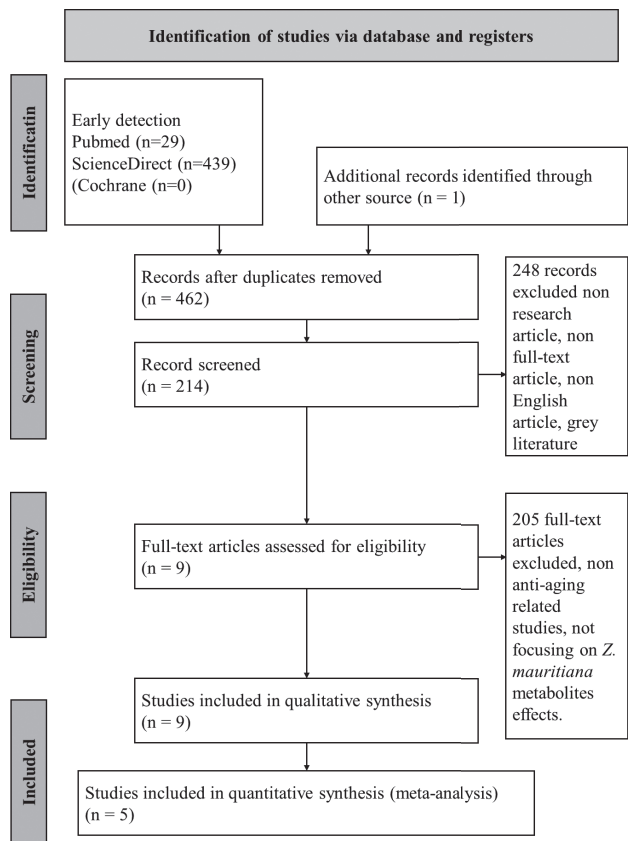 Identification of studies via database and registers
Identificatin
Early detection
Pubmed (n=29)
ScienceDirect (n=439)
(Cochrane (n=0)
Additional records identified through
other source (n = 1)
Records after duplicates removed
(n = 462)
Screening
Record screened
(n = 214)
248 records
excluded non
research
article, non
full-text
article, non
English
article, grey
literature
Eligibility
Full-text articles assessed for eligibility
(n = 9)
205 full-text
articles
excluded, non
anti-aging
related
studies, not
focusing on Z.
mauritiana
metabolites
effects.
Included
Studies included in qualitative synthesis
(n = 9)
Studies included in quantitative synthesis (meta-analysis)
(n = 5)